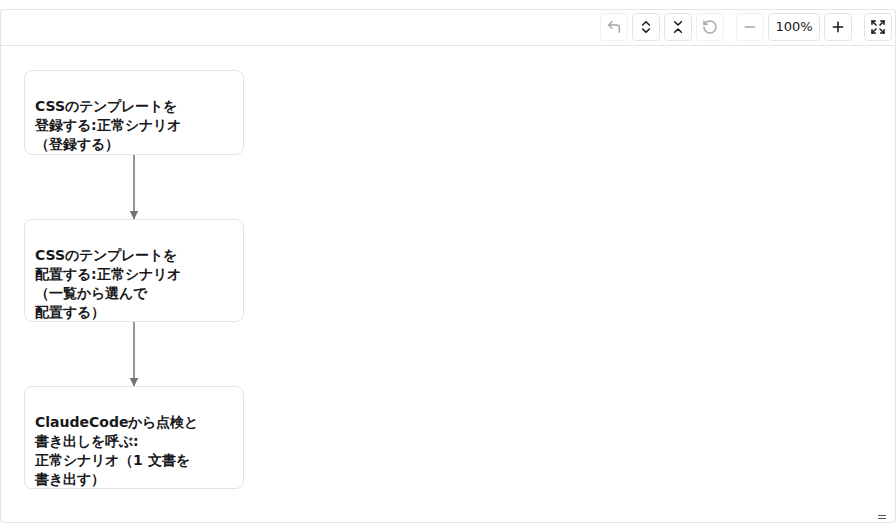 100%
CSSのテンプレートを
登録する:正常シナリオ
（登録する）
CSSのテンプレートを
配置する:正常シナリオ
（一覧から選んで
配置する）
ClaudeCodeから点検と
書き出しを呼ぶ:
正常シナリオ（1 文書を
書き出す）